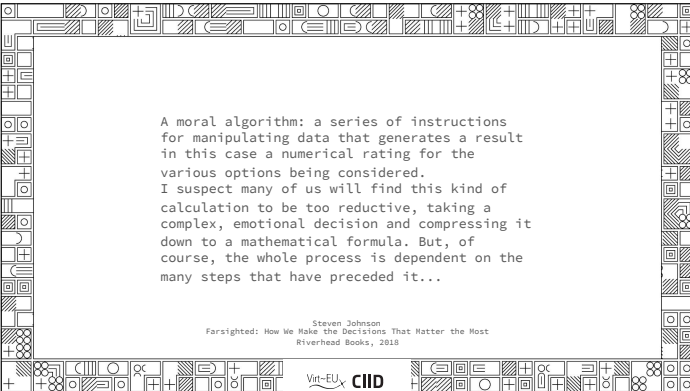 A moral algorithm: a series of instructions
for manipulating data that generates a result
in this case a numerical rating for the
various options being considered.
I suspect many of us will find this kind of
calculation to be too reductive, taking a
complex, emotional decision and compressing it
down to a mathematical formula. But, of
course, the whole process is dependent on the
many steps that have preceded it...
Steven Johnson
Farsighted: How We Make the Decisions That Matter the Most
Riverhead Books, 2018
Virt-EU CIID